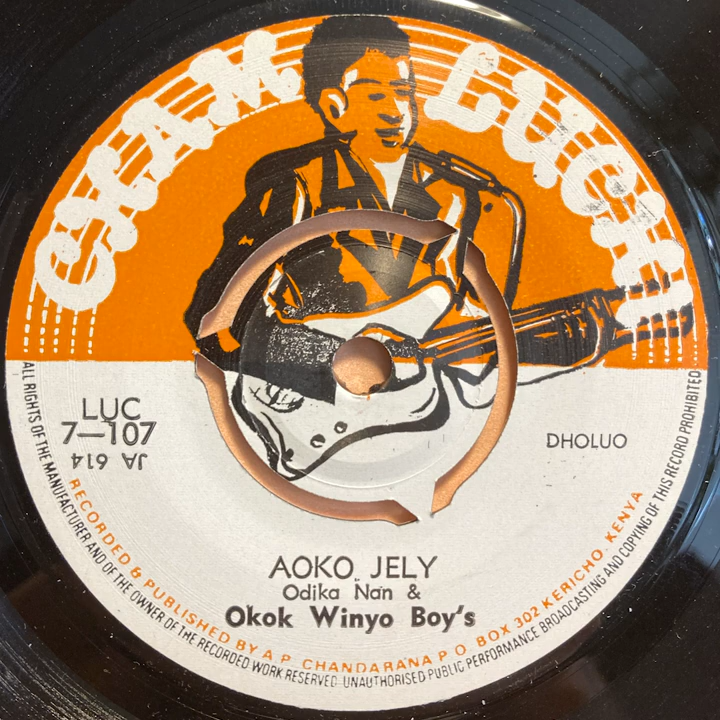 CHAM LUCH
LUC
7—107
JA 614
DHOLUO
AOKO JELY
Odika Nan &
Okok Winyo Boy's
RECORDED & PUBLISHED BY A.P. CHANDARANA P.O. BOX 302 KERICHO, KENYA
ALL RIGHTS OF THE MANUFACTURER AND OF THE OWNER OF THE RECORDED WORK RESERVED UNAUTHORISED PUBLIC PERFORMANCE BROADCASTING AND COPYING OF THIS RECORD PROHIBITED